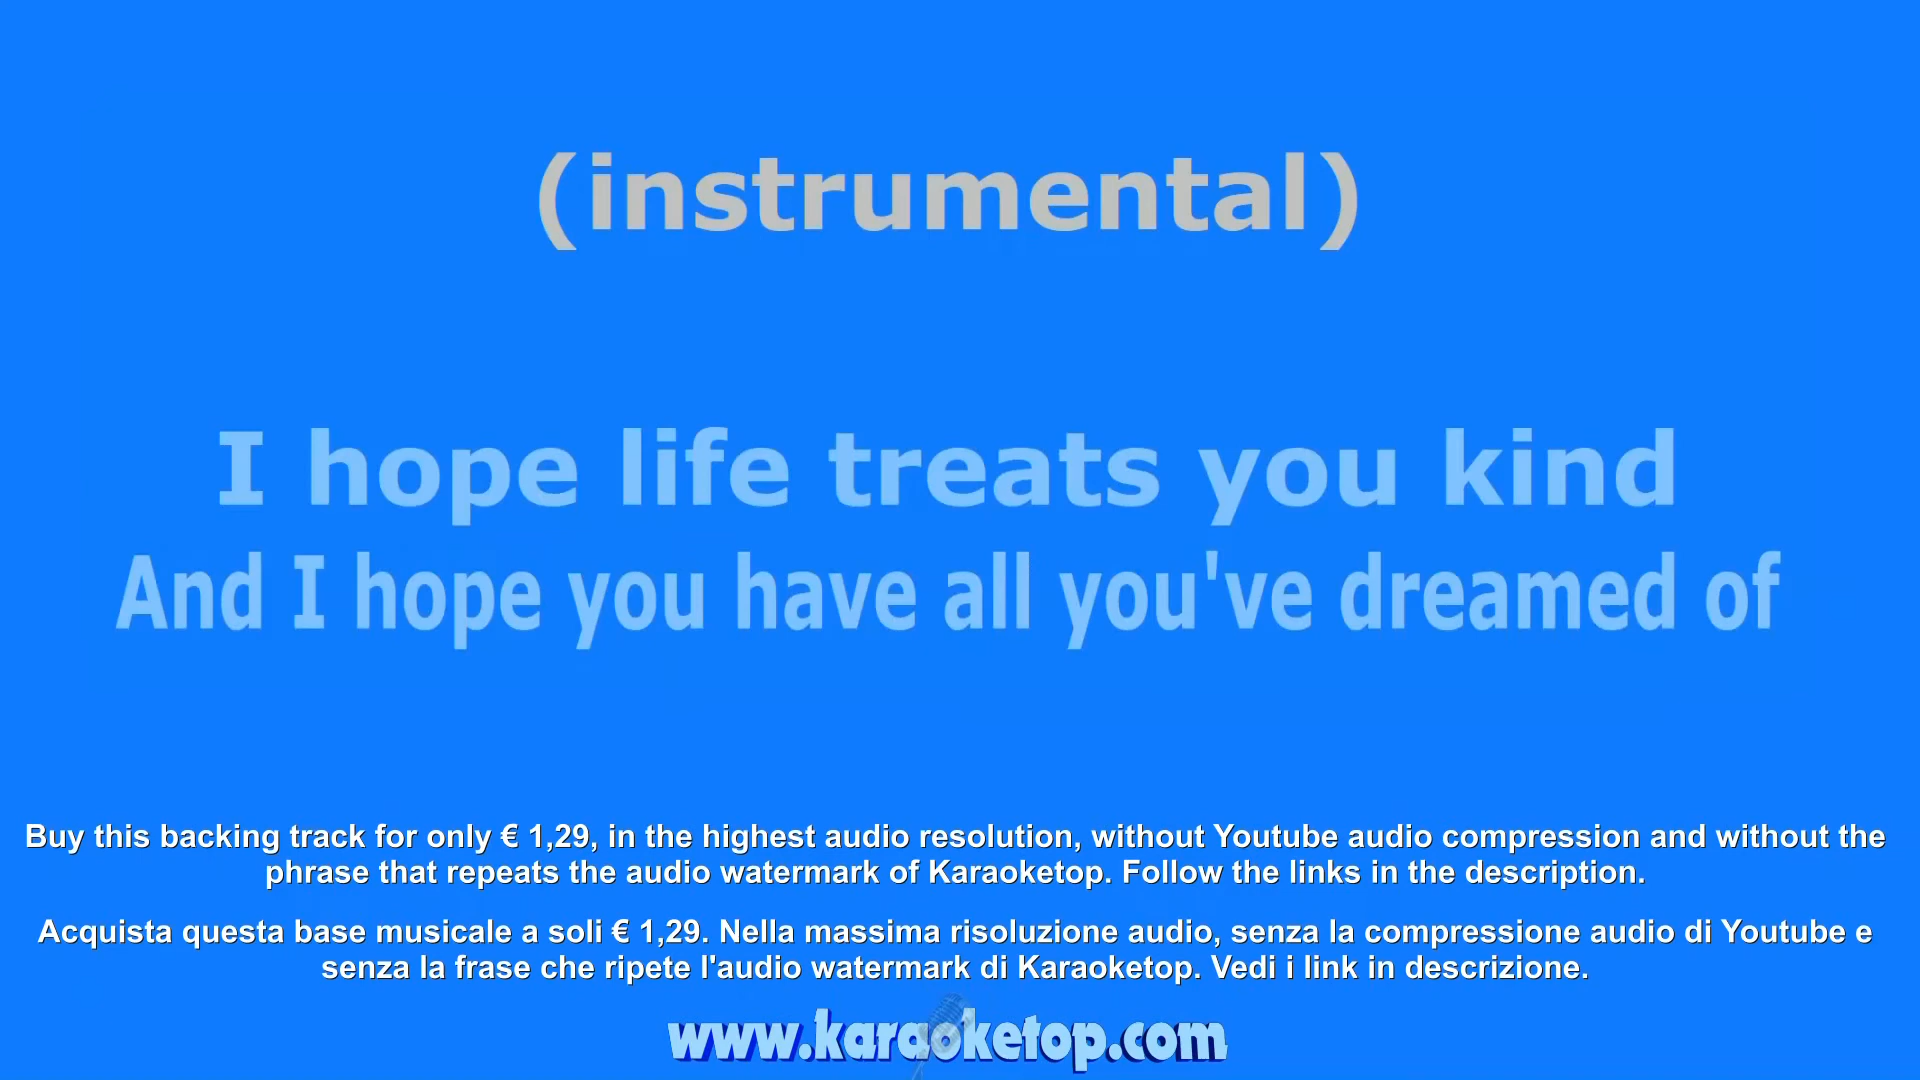 (instrumental)
I hope life treats you kind
And I hope you have all you've dreamed of
Buy this backing track for only € 1,29, in the highest audio resolution, without Youtube audio compression and without the
phrase that repeats the audio watermark of Karaoketop. Follow the links in the description.
Acquista questa base musicale a soli € 1,29. Nella massima risoluzione audio, senza la compressione audio di Youtube e
senza la frase che ripete l'audio watermark di Karaoketop. Vedi i link in descrizione.
www.karaoketop.com